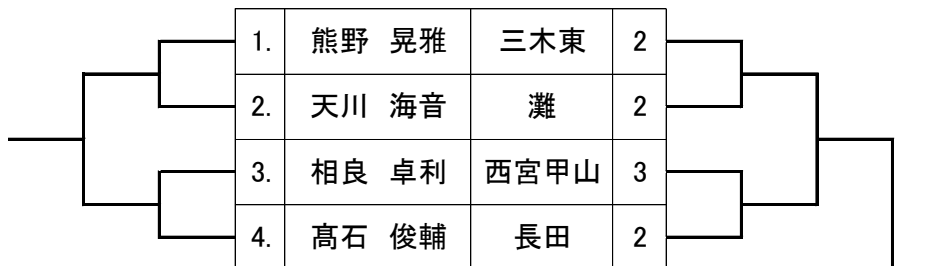 1. 熊野 晃雅 三木東 2
2. 天川 海音 灘 2
3. 相良 卓利 西宮甲山 3
4. 髙石 俊輔 長田 2